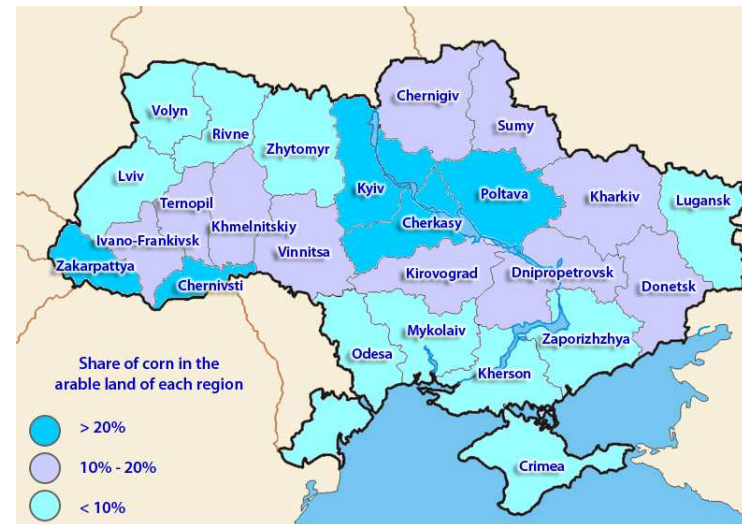 Chernigiv
Sumy
Volyn
Rivne
Zhytomyr
Kyiv
Poltava
Kharkiv
Lugansk
Lviv
Ternopil
Khmelnitskiy
Cherkasy
Ivano-Frankivsk
Vinnitsa
Zakarpattya
Chernivsti
Kirovograd
Dnipropetrovsk
Donetsk
Odesa
Mykolaiv
Zaporizhzhya
Kherson
Crimea
Share of corn in the
arable land of each region
> 20%
10% - 20%
< 10%